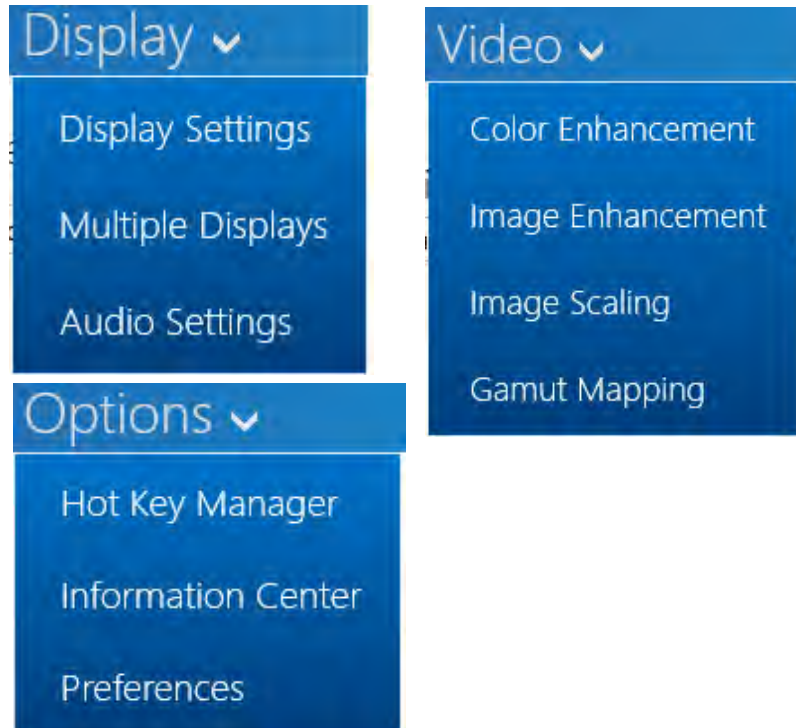 Display
Display Settings
Multiple Displays
Audio Settings
Video
Color Enhancement
Image Enhancement
Image Scaling
Gamut Mapping
Options
Hot Key Manager
Information Center
Preferences